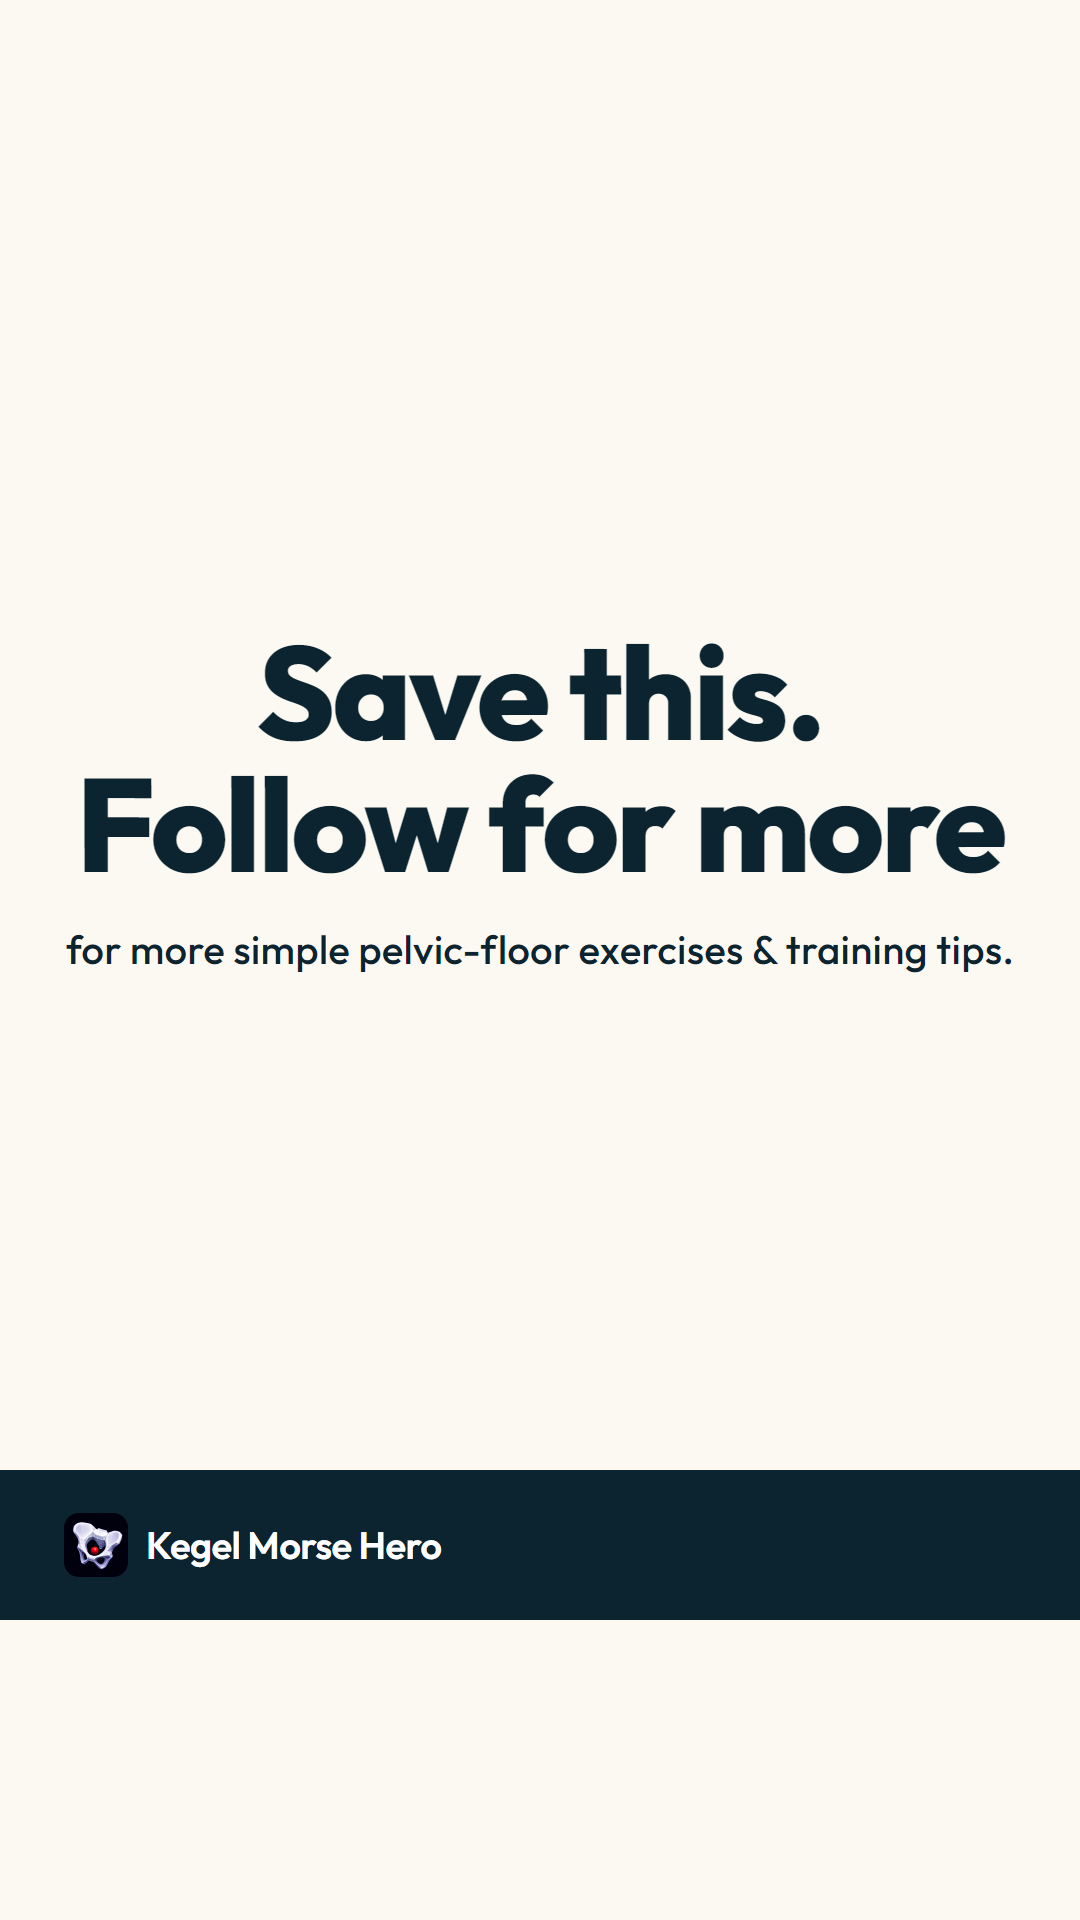 Save this.
Follow for more
for more simple pelvic-floor exercises & training tips.
Kegel Morse Hero